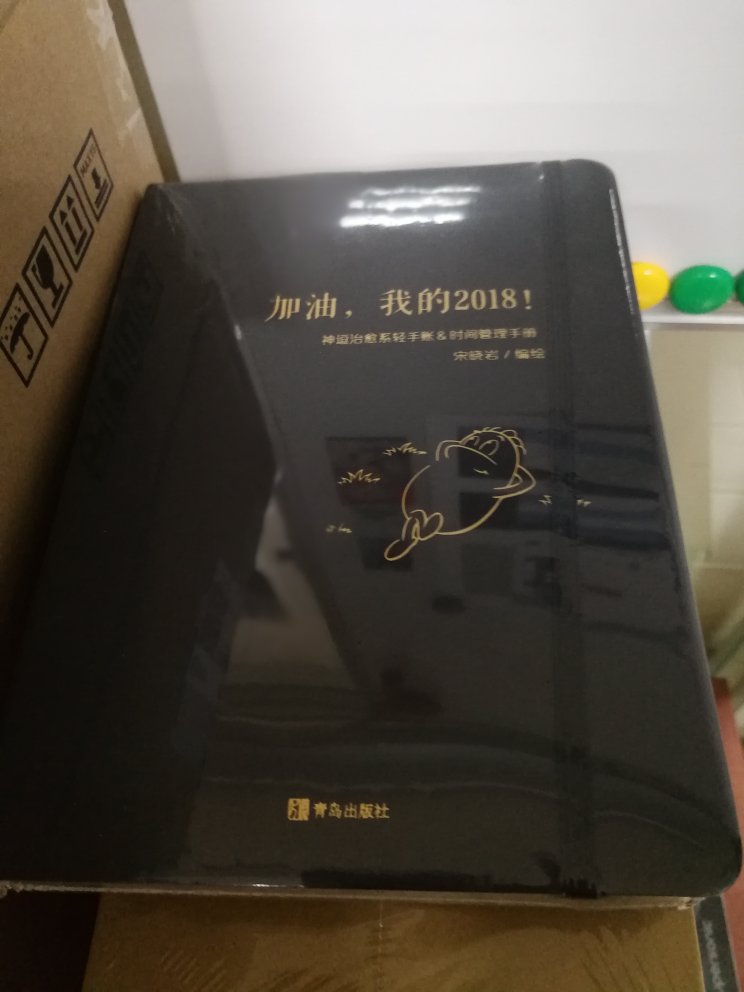 加油，我的2018！
神逗治愈系轻手账&时间管理手册
宋晓岩/编绘
青岛出版社